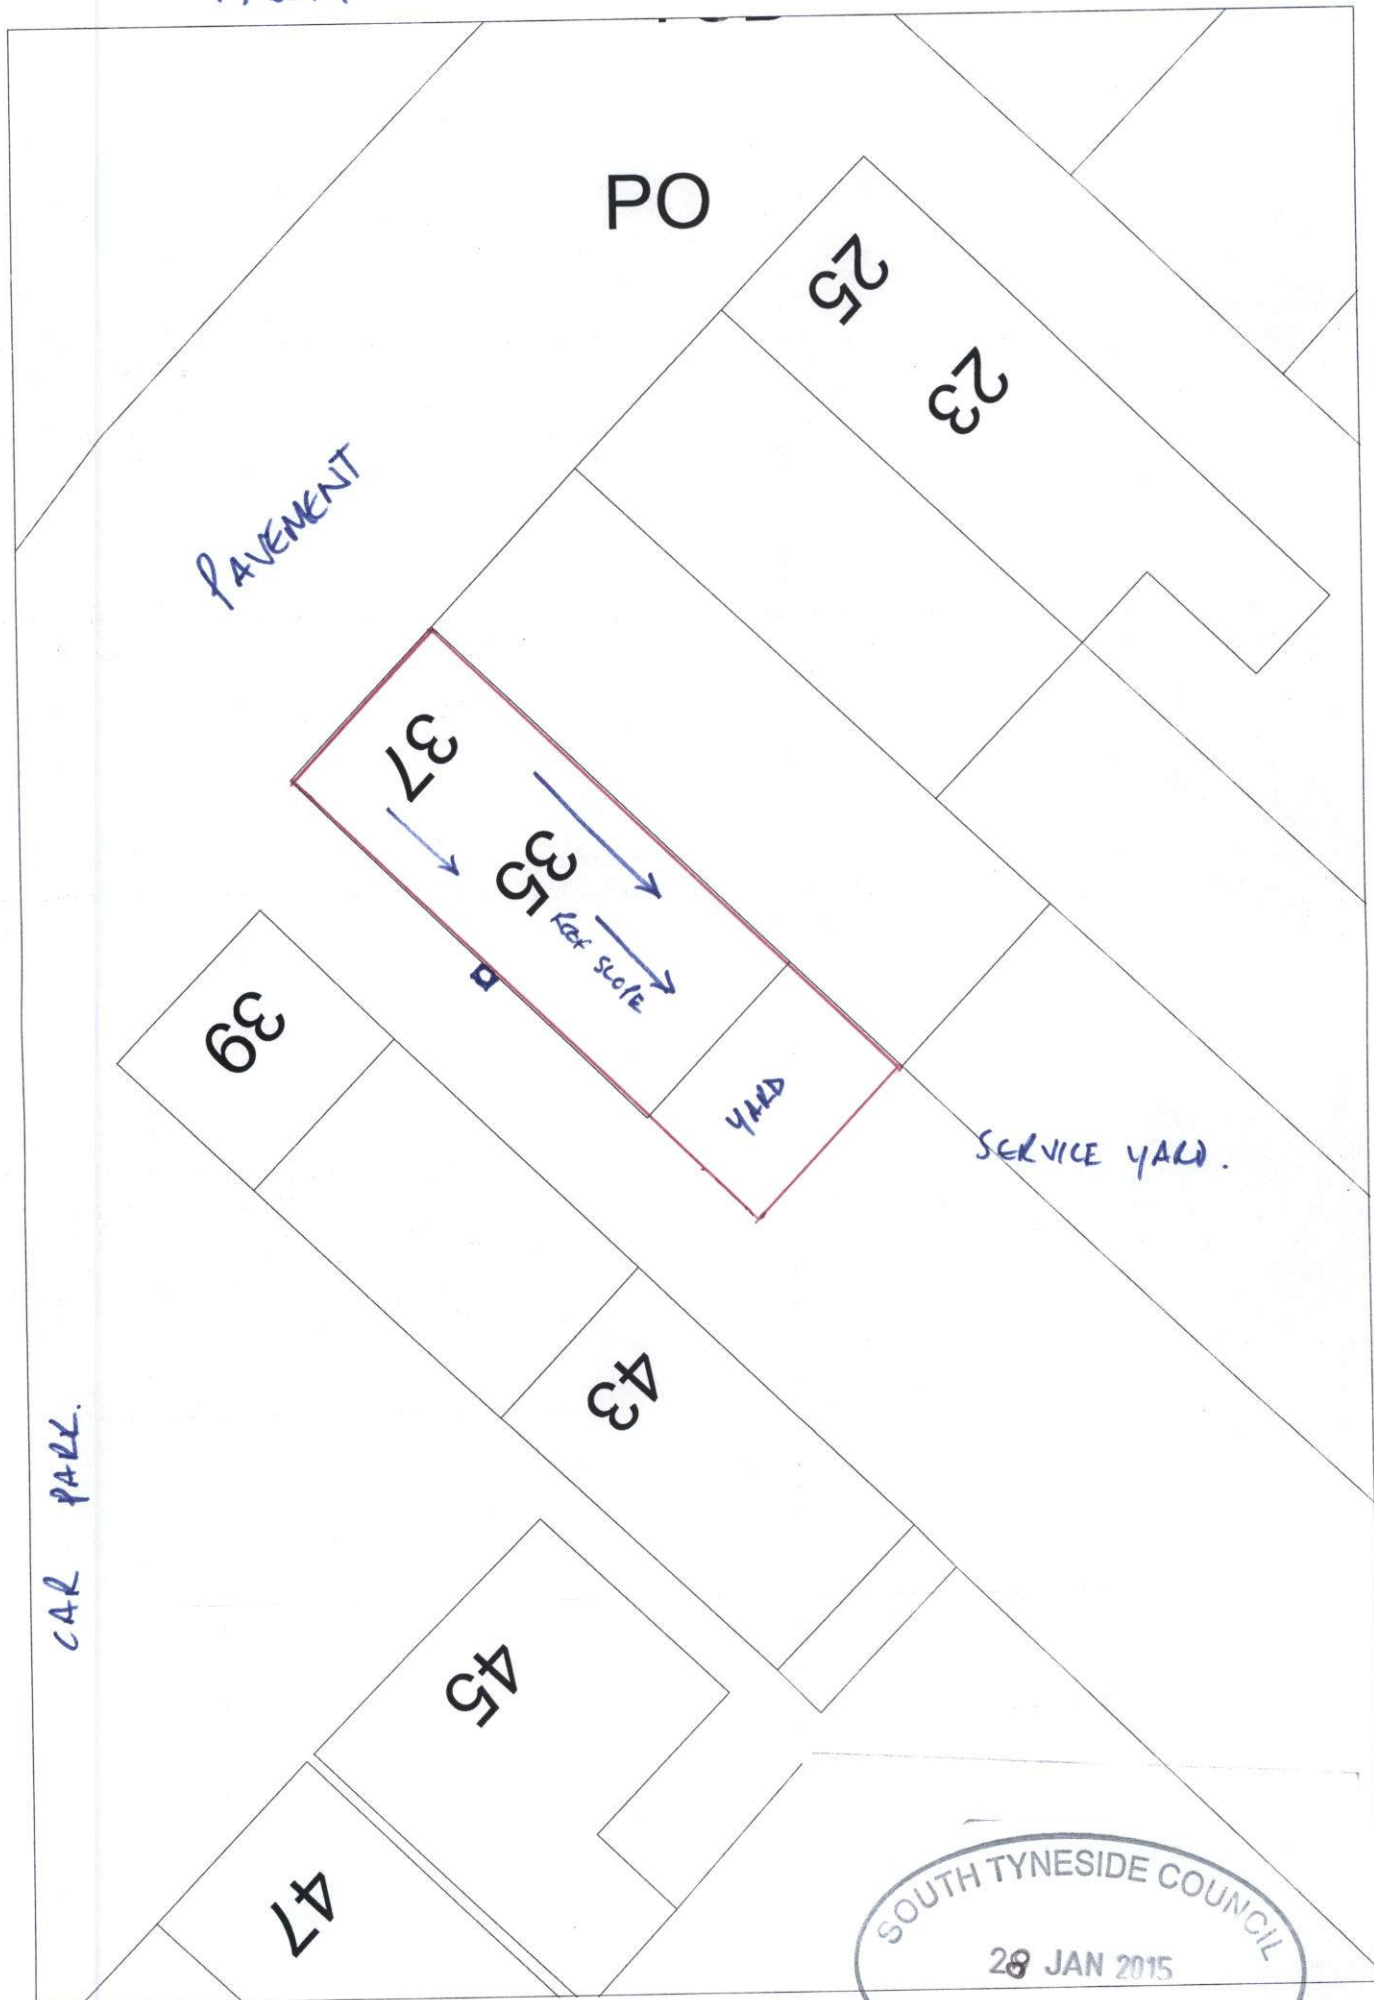 PO
25
23
PAVEMENT
37
35
ROOF SLOPE
39
YARD
SERVICE YARD.
43
CAR PARK.
45
47
SOUTH TYNESIDE COUNCIL
28 JAN 2015